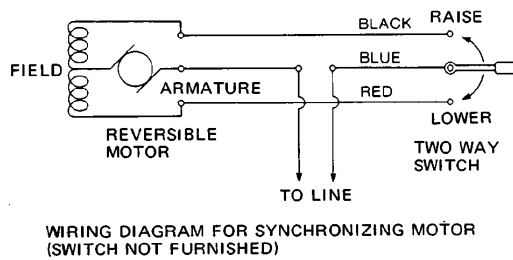 BLACK
RAISE
BLUE
FIELD
ARMATURE
RED
LOWER
REVERSIBLE
MOTOR
TWO WAY
SWITCH
TO LINE
WIRING DIAGRAM FOR SYNCHRONIZING MOTOR
(SWITCH NOT FURNISHED)